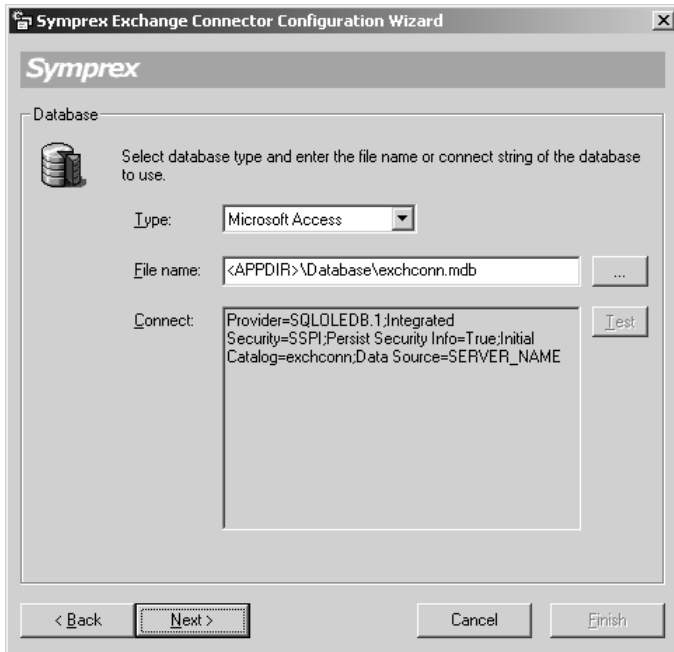 Symprex Exchange Connector Configuration Wizard
Symprex
Database
Select database type and enter the file name or connect string of the database
to use.
Type: Microsoft Access
File name: <APPDIR>\Database\exchconn.mdb ...
Connect: Provider=SQLOLEDB.1;Integrated Test
Security=SSPI;Persist Security Info=True;Initial
Catalog=exchconn;Data Source=SERVER_NAME
< Back Next > Cancel Finish